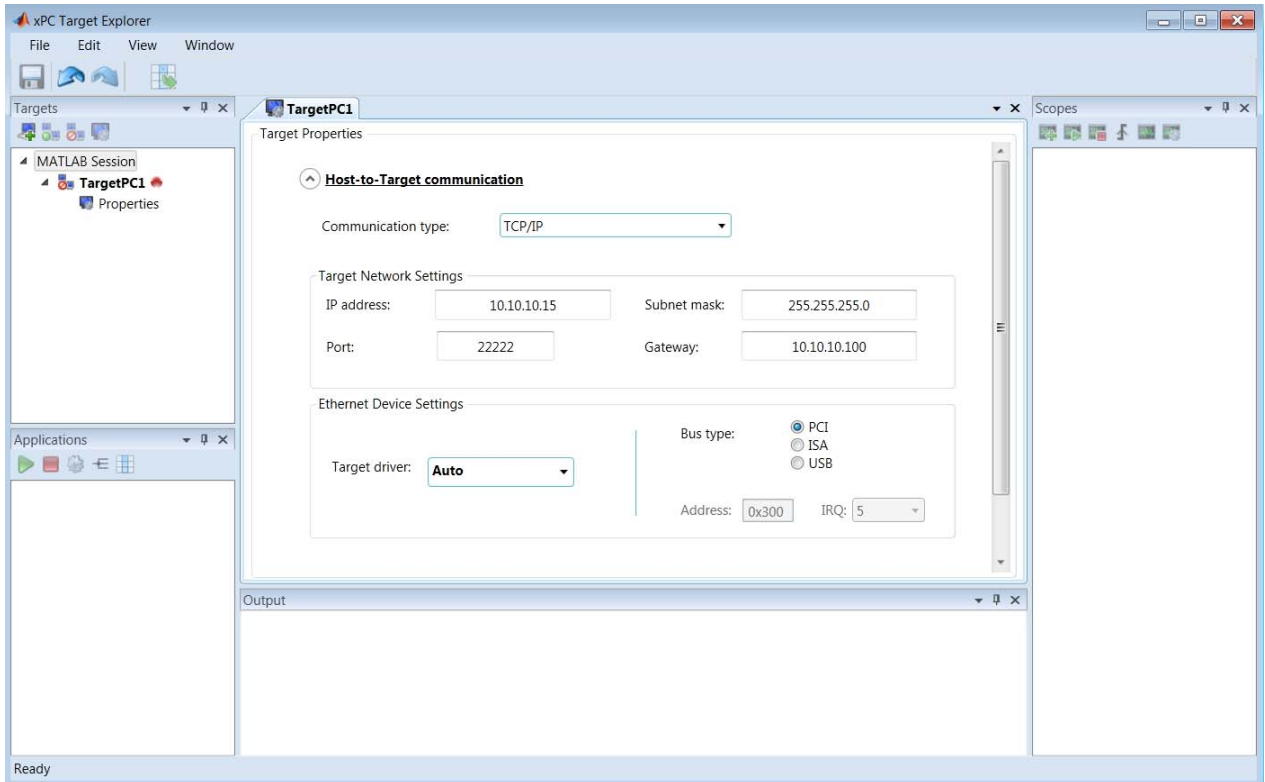 xPC Target Explorer
File Edit View Window
Targets
MATLAB Session
TargetPC1
Properties
Applications
TargetPC1
Target Properties
Host-to-Target communication
Communication type: TCP/IP
Target Network Settings
IP address: 10.10.10.15 Subnet mask: 255.255.255.0
Port: 22222 Gateway: 10.10.10.100
Ethernet Device Settings
Target driver: Auto
Bus type: PCI
ISA
USB
Address: 0x300 IRQ: 5
Output
Scopes
Ready